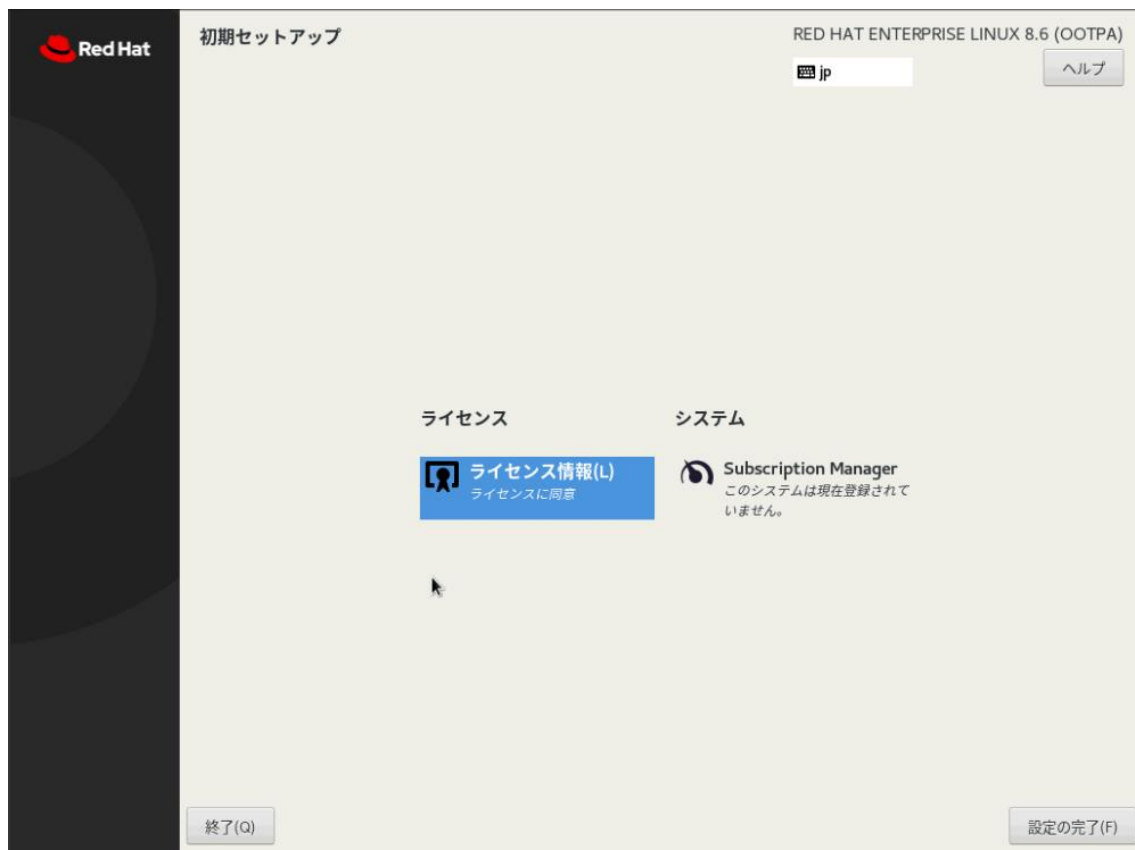 Red Hat
初期セットアップ
RED HAT ENTERPRISE LINUX 8.6 (OOTPA)
jp
ヘルプ
ライセンス
システム
ライセンス情報(L)
ライセンスに同意
Subscription Manager
このシステムは現在登録されて
いません。
終了(Q)
設定の完了(F)